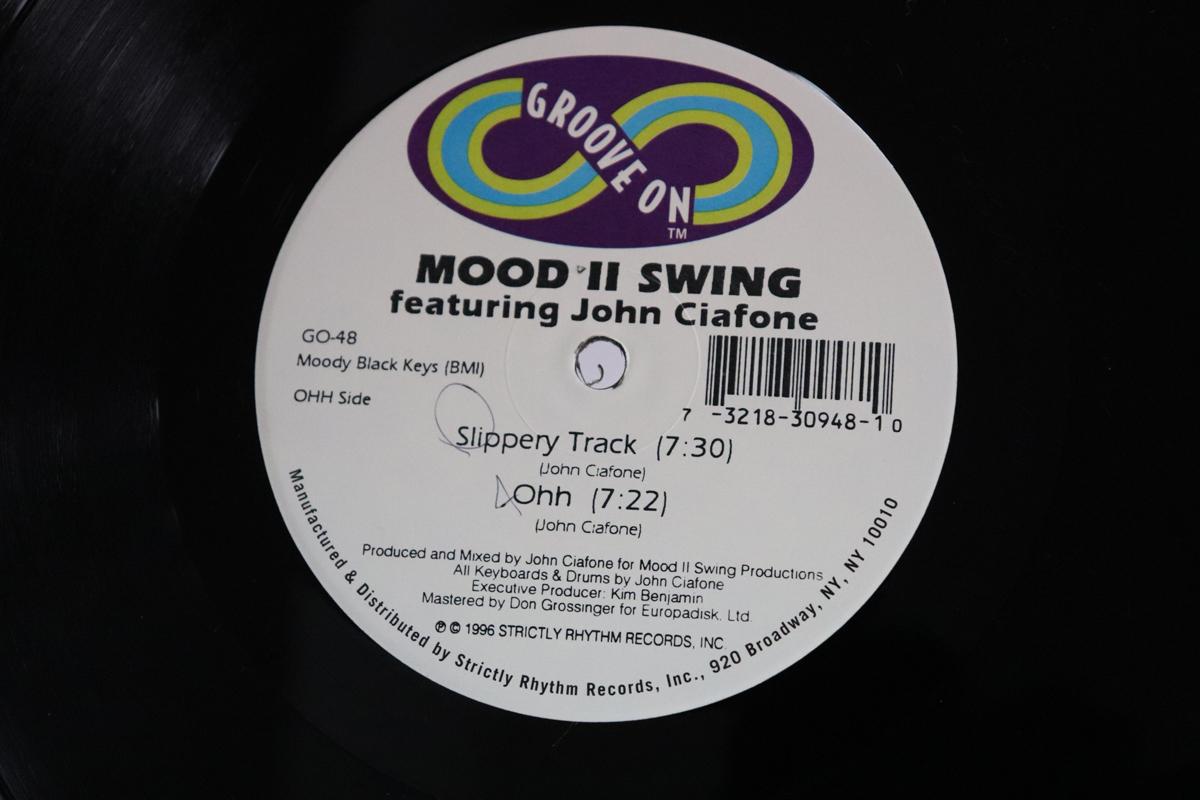 GROOVE ON
TM
MOOD II SWING
featuring John Ciafone
GO-48
Moody Black Keys (BMI)
OHH Side
7 -3218-30948-1 0
Slippery Track (7:30)
(John Ciafone)
Ohh (7:22)
(John Ciafone)
Produced and Mixed by John Ciafone for Mood II Swing Productions
All Keyboards & Drums by John Ciafone
Executive Producer: Kim Benjamin
Mastered by Don Grossinger for Europadisk. Ltd.
℗ © 1996 STRICTLY RHYTHM RECORDS, INC.
Manufactured & Distributed by Strictly Rhythm Records, Inc., 920 Broadway, NY, NY 10010